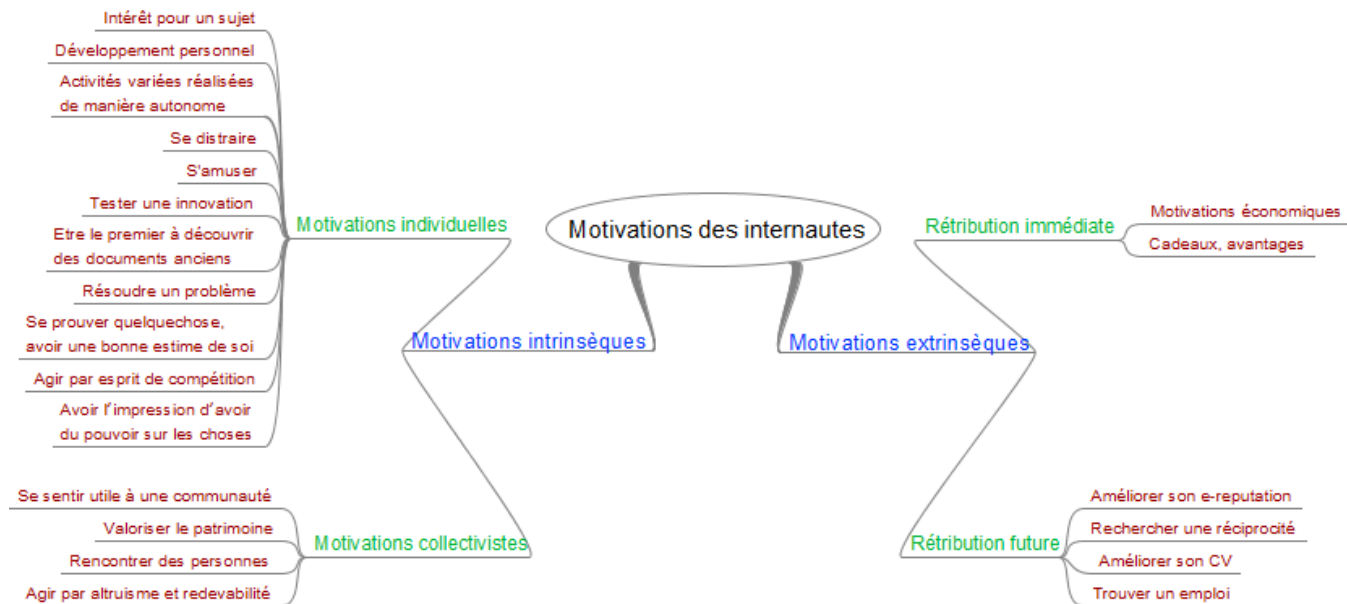 Intérêt pour un sujet
Développement personnel
Activités variées réalisées
de manière autonome
Se distraire
S'amuser
Tester une innovation
Etre le premier à découvrir
des documents anciens
Résoudre un problème
Se prouver quelquechose,
avoir une bonne estime de soi
Agir par esprit de compétition
Avoir l'impression d'avoir
du pouvoir sur les choses
Motivations individuelles
Se sentir utile à une communauté
Valoriser le patrimoine
Rencontrer des personnes
Agir par altruisme et redevabilité
Motivations collectivistes
Motivations intrinsèques
Motivations des internautes
Motivations extrinsèques
Rétribution immédiate
Motivations économiques
Cadeaux, avantages
Rétribution future
Améliorer son e-reputation
Rechercher une réciprocité
Améliorer son CV
Trouver un emploi